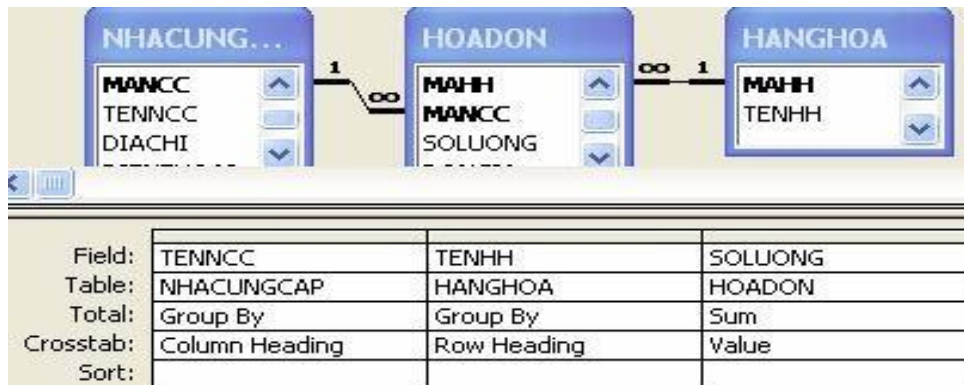 NHACUNG... HOADON HANGHOA
1 ∞ ∞ 1
MANCC MAHH MAHH
TENNCC MANCC TENHH
DIACHI SOLUONG
Field: TENNCC TENHH SOLUONG
Table: NHACUNGCAP HANGHOA HOADON
Total: Group By Group By Sum
Crosstab: Column Heading Row Heading Value
Sort: